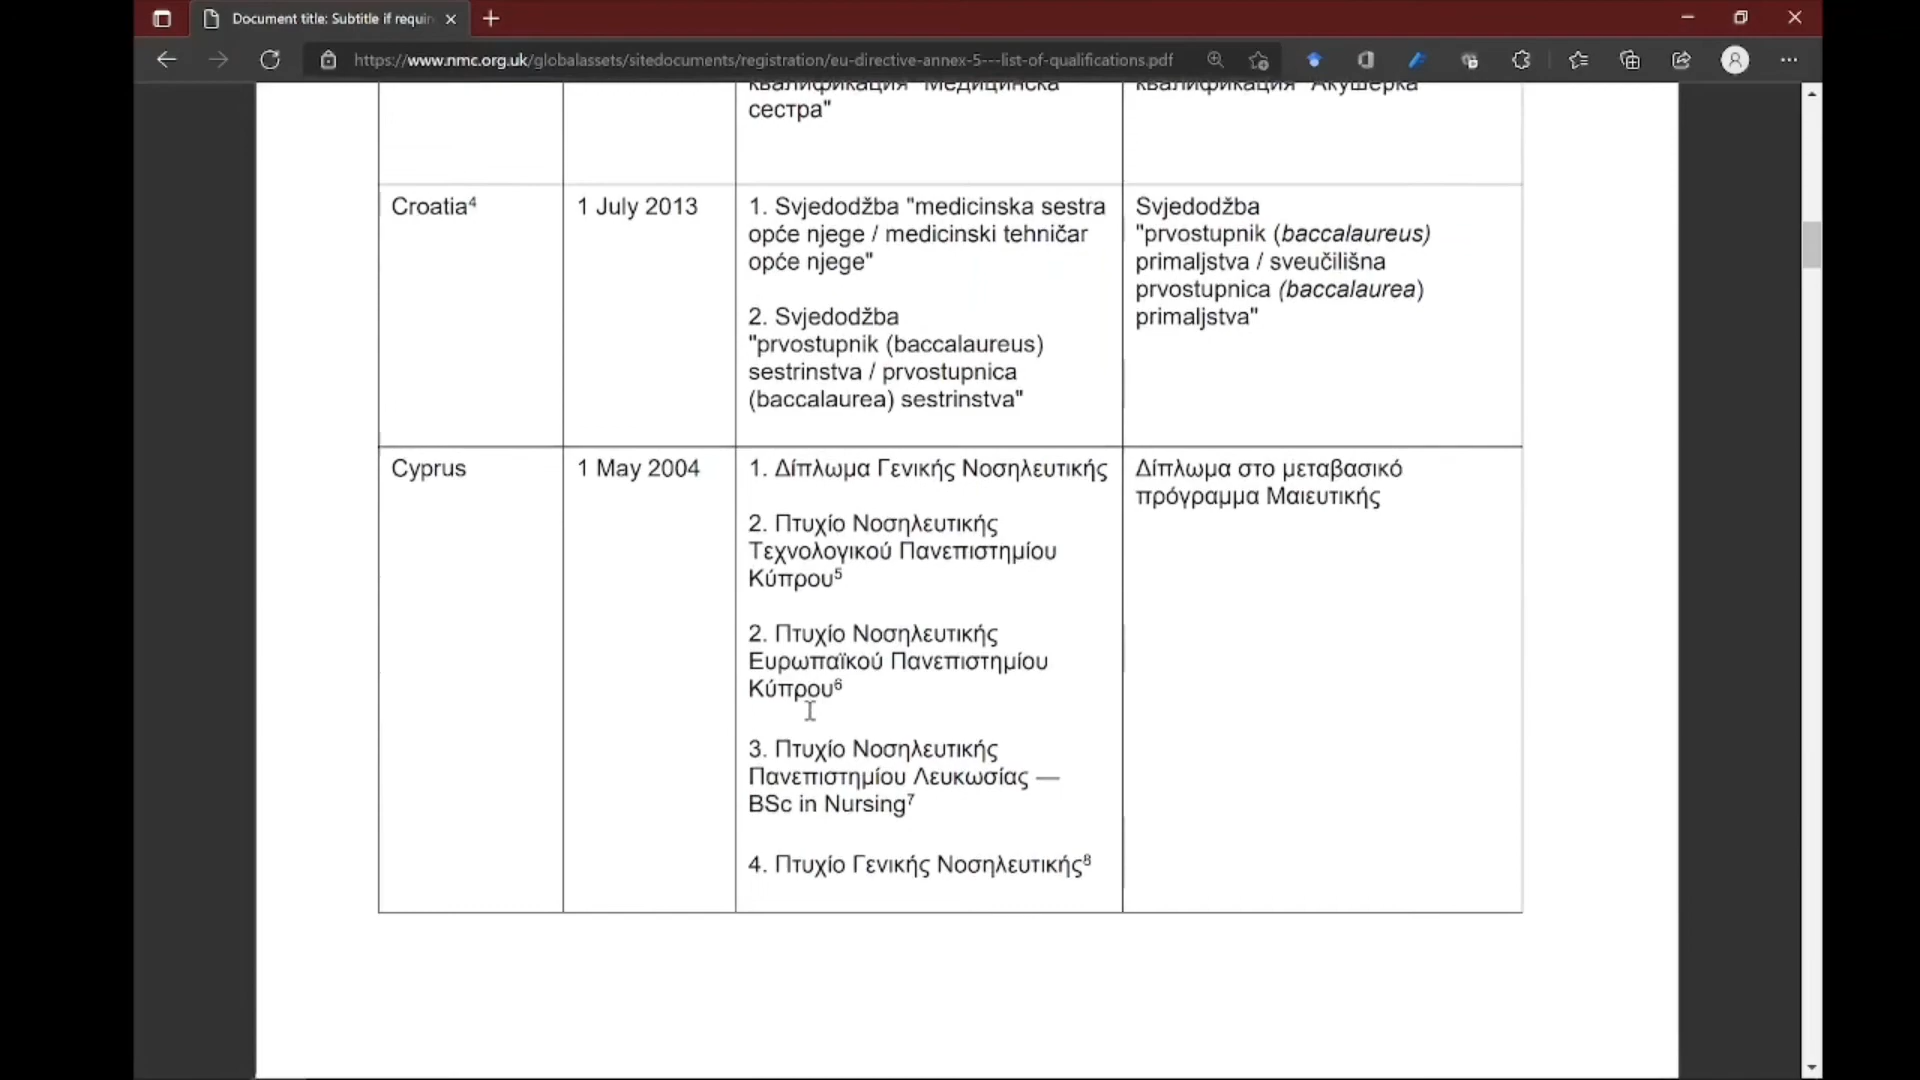 Document title: Subtitle if requir
https://www.nmc.org.uk/globalassets/sitedocuments/registration/eu-directive-annex-5---list-of-qualifications.pdf
квалификация "Медицинска
сестра"
квалификация "Акушерка"
Croatia⁴
1 July 2013
1. Svjedodžba "medicinska sestra
opće njege / medicinski tehničar
opće njege"
2. Svjedodžba
"prvostupnik (baccalaureus)
sestrinstva / prvostupnica
(baccalaurea) sestrinstva"
Svjedodžba
"prvostupnik (baccalaureus)
primaljstva / sveučilišna
prvostupnica (baccalaurea)
primaljstva"
Cyprus
1 May 2004
1. Δίπλωμα Γενικής Νοσηλευτικής
2. Πτυχίο Νοσηλευτικής
Τεχνολογικού Πανεπιστημίου
Κύπρου⁵
2. Πτυχίο Νοσηλευτικής
Ευρωπαϊκού Πανεπιστημίου
Κύπρου⁶
3. Πτυχίο Νοσηλευτικής
Πανεπιστημίου Λευκωσίας —
BSc in Nursing⁷
4. Πτυχίο Γενικής Νοσηλευτικής⁸
Δίπλωμα στο μεταβασικό
πρόγραμμα Μαιευτικής